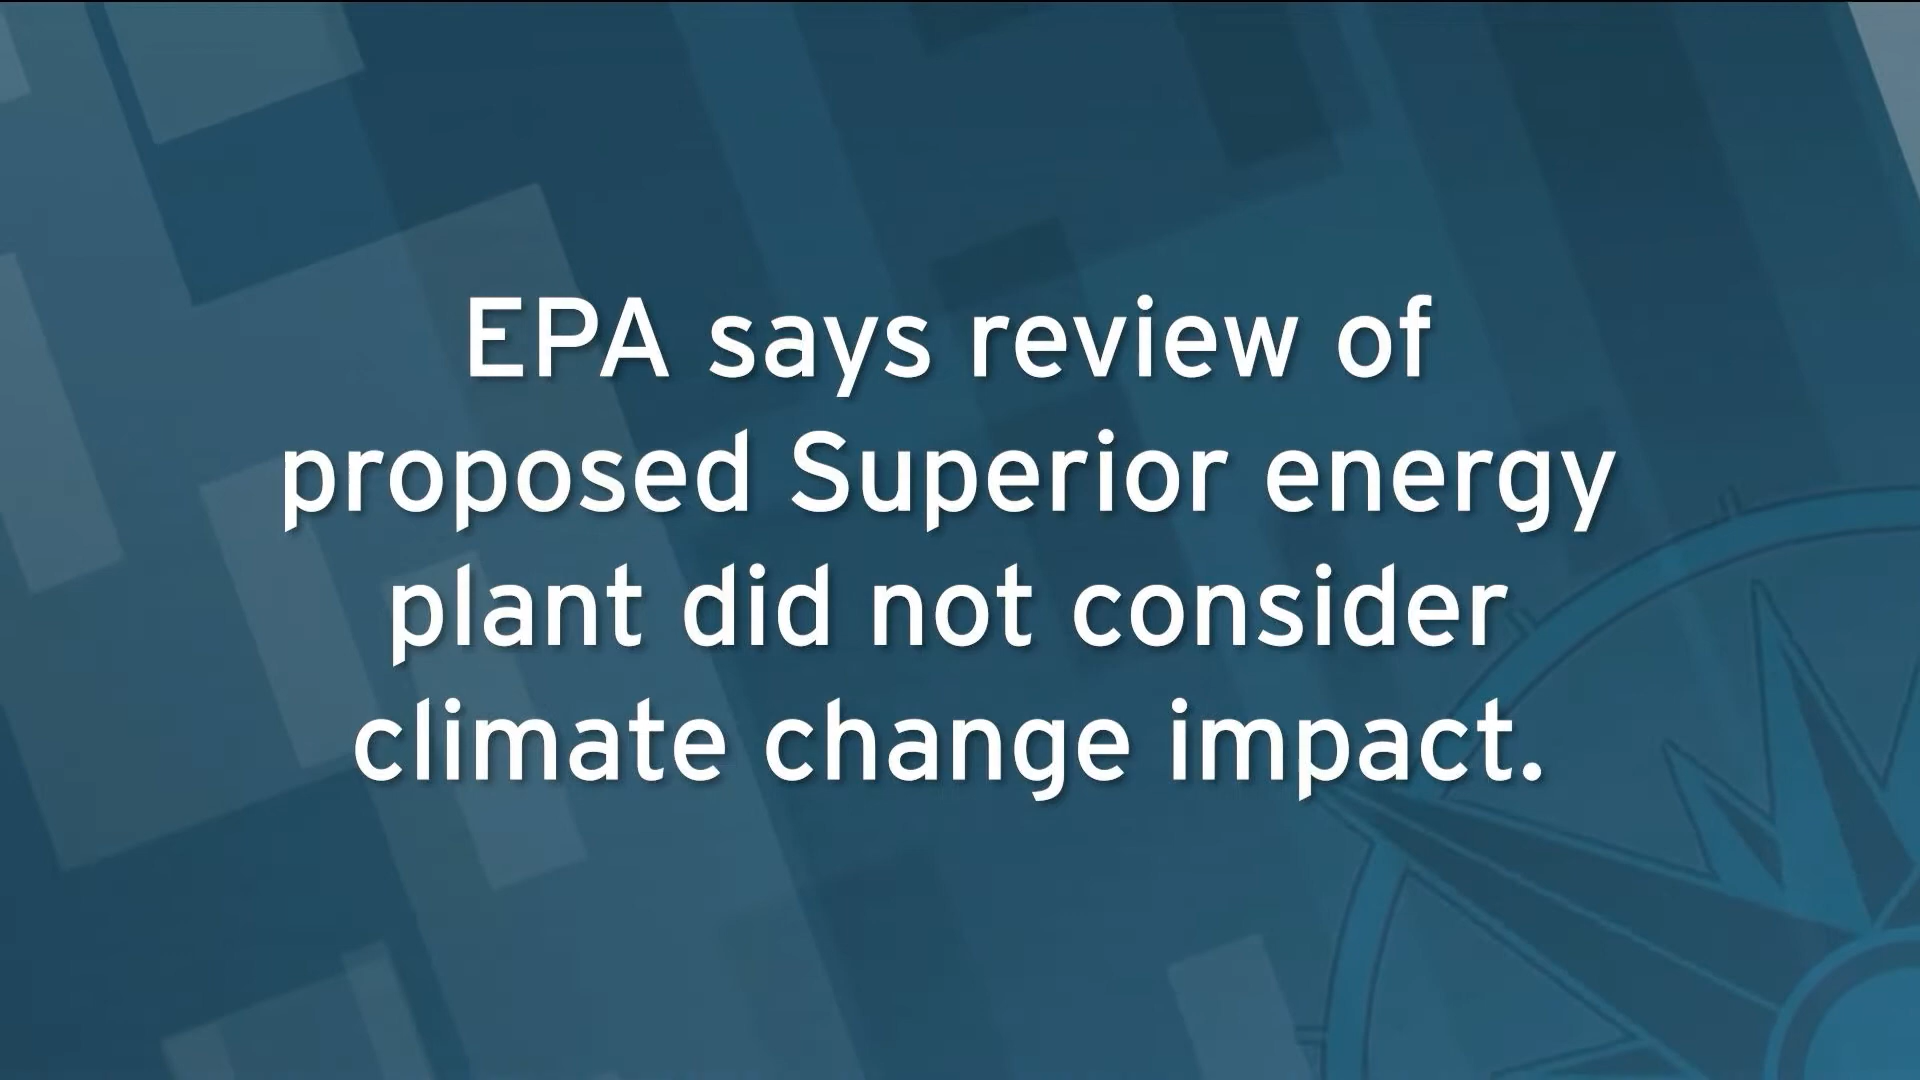 EPA says review of
proposed Superior energy
plant did not consider
climate change impact.